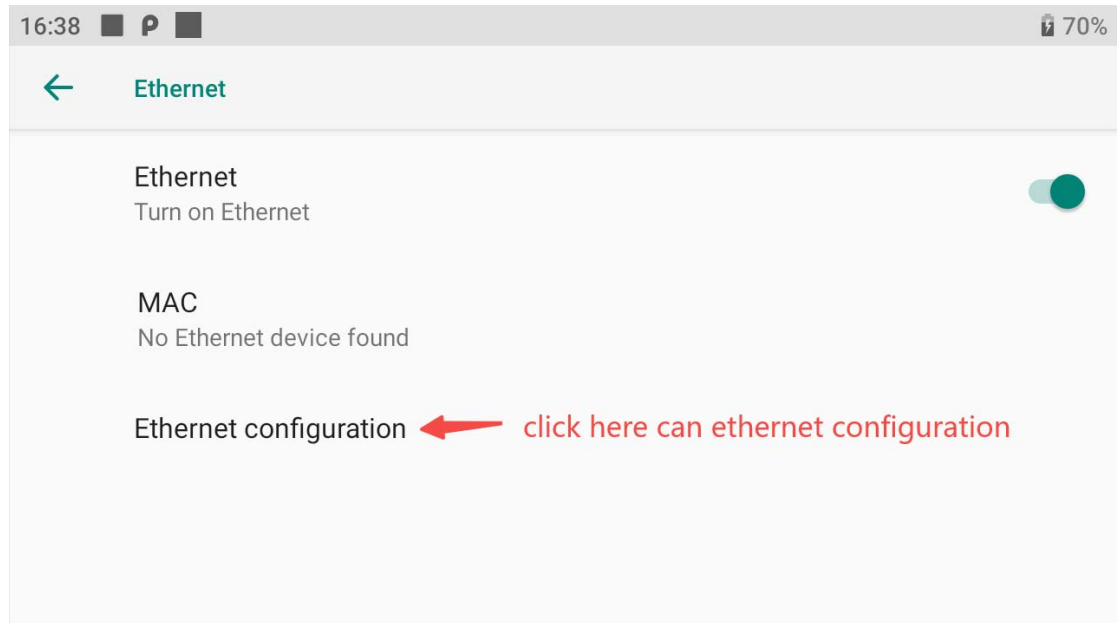 16:38
70%
Ethernet
Ethernet
Turn on Ethernet
MAC
No Ethernet device found
Ethernet configuration click here can ethernet configuration